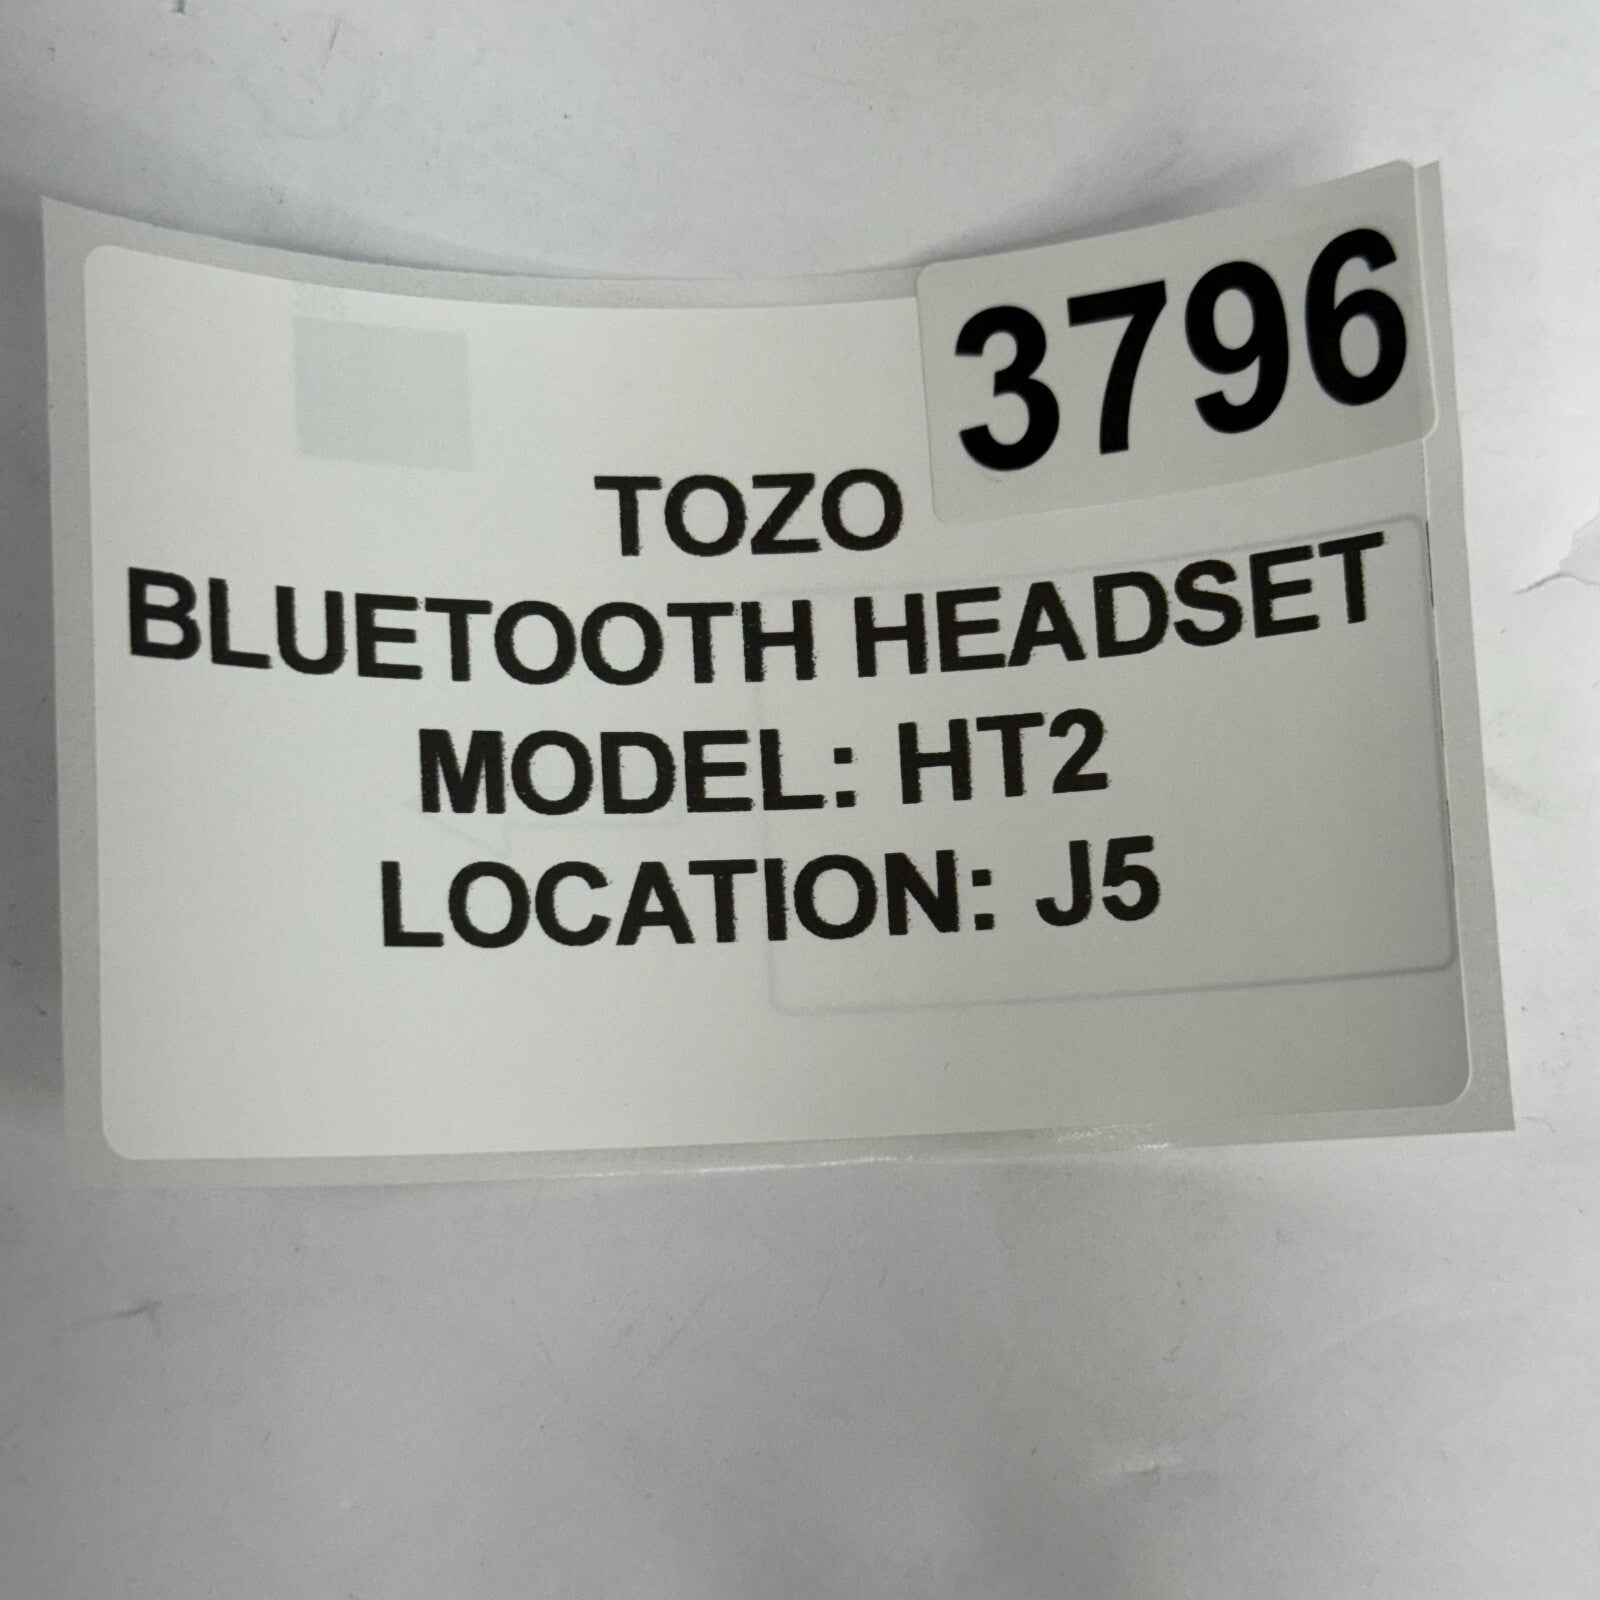 3796
TOZO
BLUETOOTH HEADSET
MODEL: HT2
LOCATION: J5